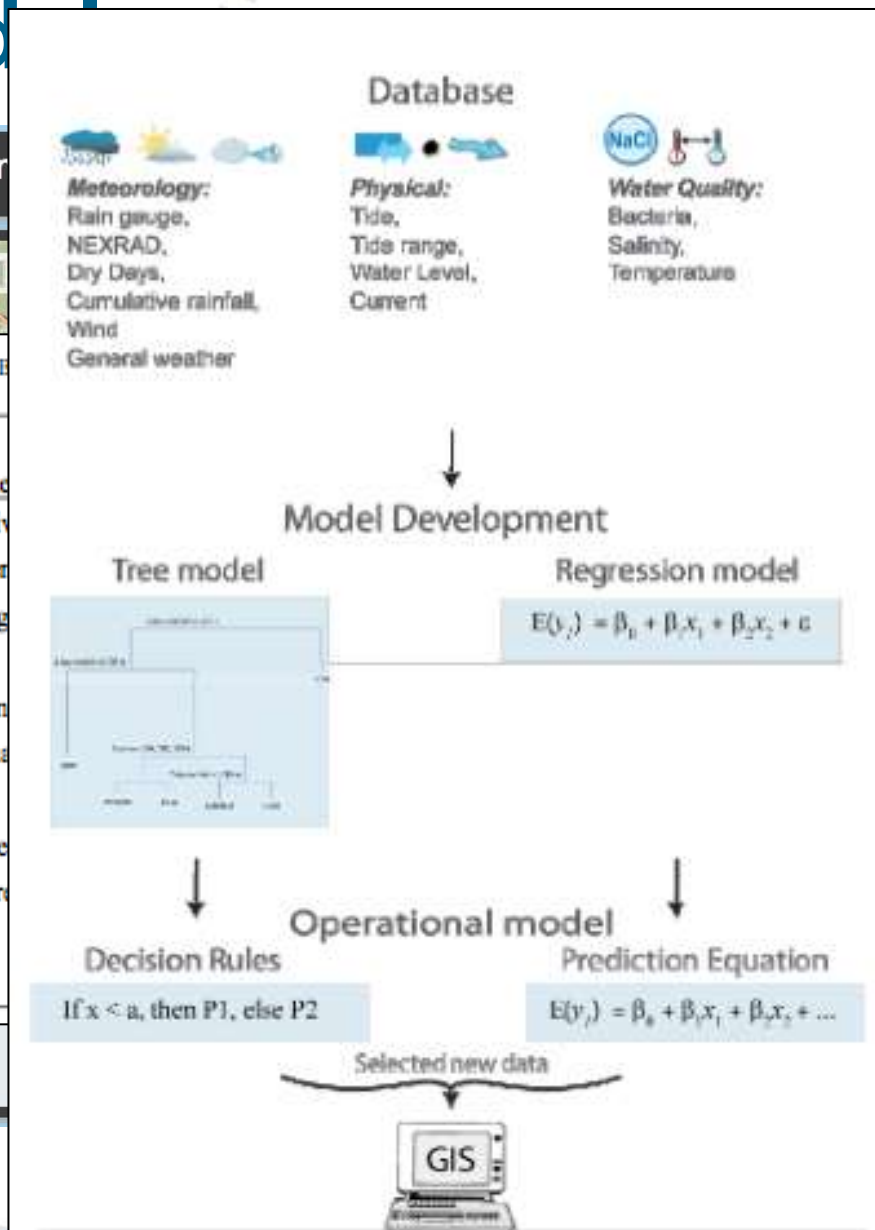 Database
NaCl
Meteorology:
Rain gauge,
NEXRAD,
Dry Days,
Cumulative rainfall,
Wind
General weather
Physical:
Tide,
Tide range,
Water Level,
Current
Water Quality:
Bacteria,
Salinity,
Temperature
Model Development
Tree model
Regression model
E(yᵢ) = β₀ + β₁x₁ + β₂x₂ + ε
Operational model
Decision Rules
Prediction Equation
If x < a, then P1, else P2
E(yᵢ) = β₀ + β₁x₁ + β₂x₂ + ...
Selected new data
GIS